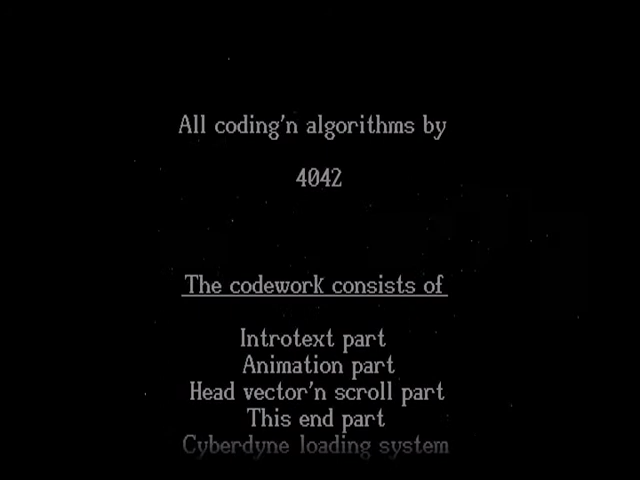 All coding'n algorithms by
4042
The codework consists of
Introtext part
Animation part
Head vector'n scroll part
This end part
Cyberdyne loading system